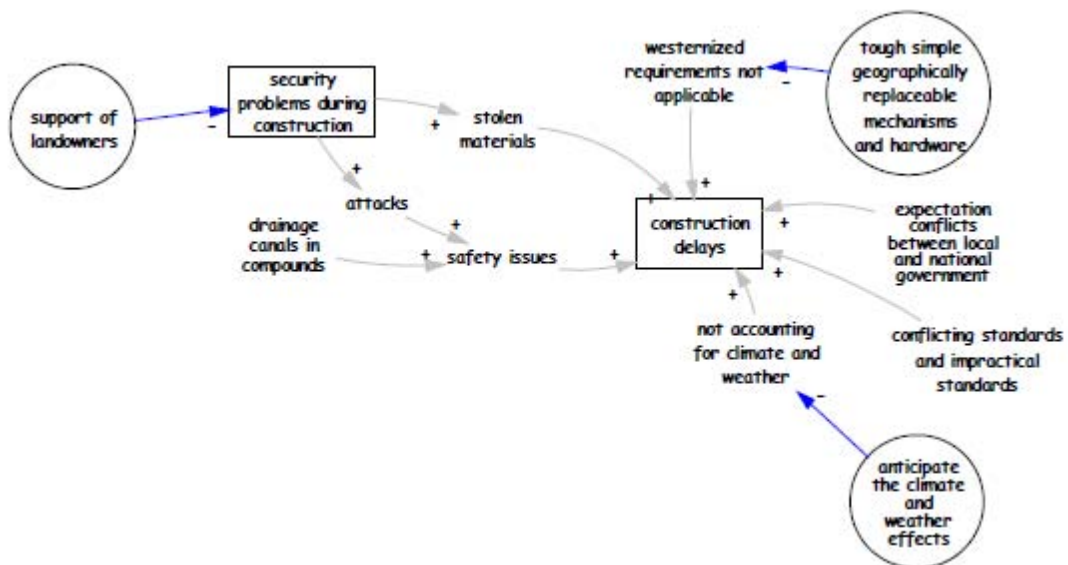 support of
landowners
-
security
problems during
construction
+
stolen
materials
+
attacks
+
drainage
canals in
compounds
+
safety issues
+
westernized
requirements not
applicable
-
tough simple
geographically
replaceable
mechanisms
and hardware
+
+
construction
delays
+
expectation
conflicts
between local
and national
government
+
conflicting standards
and impractical
standards
+
not accounting
for climate and
weather
-
anticipate
the climate
and
weather
effects